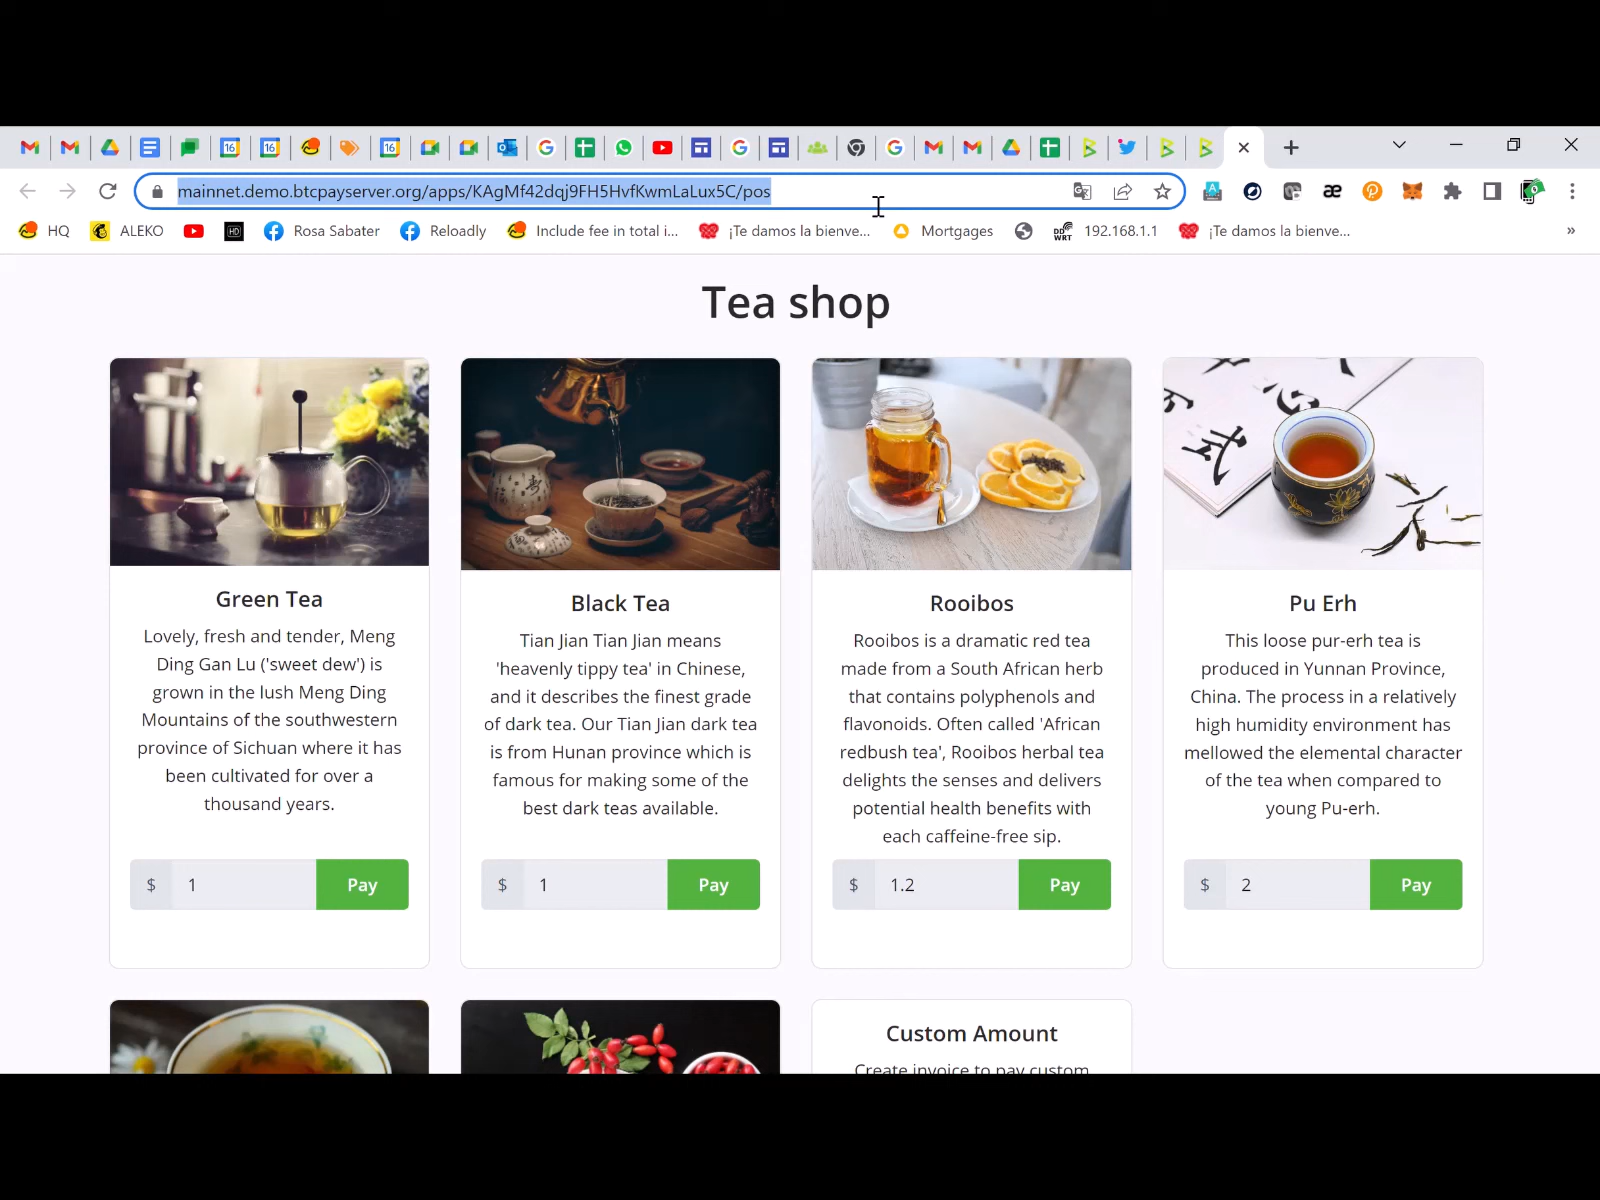 16 16 16
mainnet.demo.btcpayserver.org/apps/KAgMf42dqj9FH5HvfKwmLaLux5C/pos
HQ ALEKO HD Rosa Sabater Reloadly Include fee in total i... ¡Te damos la bienve... Mortgages DD-WRT 192.168.1.1 ¡Te damos la bienve... »
Tea shop
Green Tea
Lovely, fresh and tender, Meng
Ding Gan Lu ('sweet dew') is
grown in the lush Meng Ding
Mountains of the southwestern
province of Sichuan where it has
been cultivated for over a
thousand years.
$ 1 Pay
Black Tea
Tian Jian Tian Jian means
'heavenly tippy tea' in Chinese,
and it describes the finest grade
of dark tea. Our Tian Jian dark tea
is from Hunan province which is
famous for making some of the
best dark teas available.
$ 1 Pay
Rooibos
Rooibos is a dramatic red tea
made from a South African herb
that contains polyphenols and
flavonoids. Often called 'African
redbush tea', Rooibos herbal tea
delights the senses and delivers
potential health benefits with
each caffeine-free sip.
$ 1.2 Pay
Pu Erh
This loose pur-erh tea is
produced in Yunnan Province,
China. The process in a relatively
high humidity environment has
mellowed the elemental character
of the tea when compared to
young Pu-erh.
$ 2 Pay
Custom Amount
Create invoice to pay custom